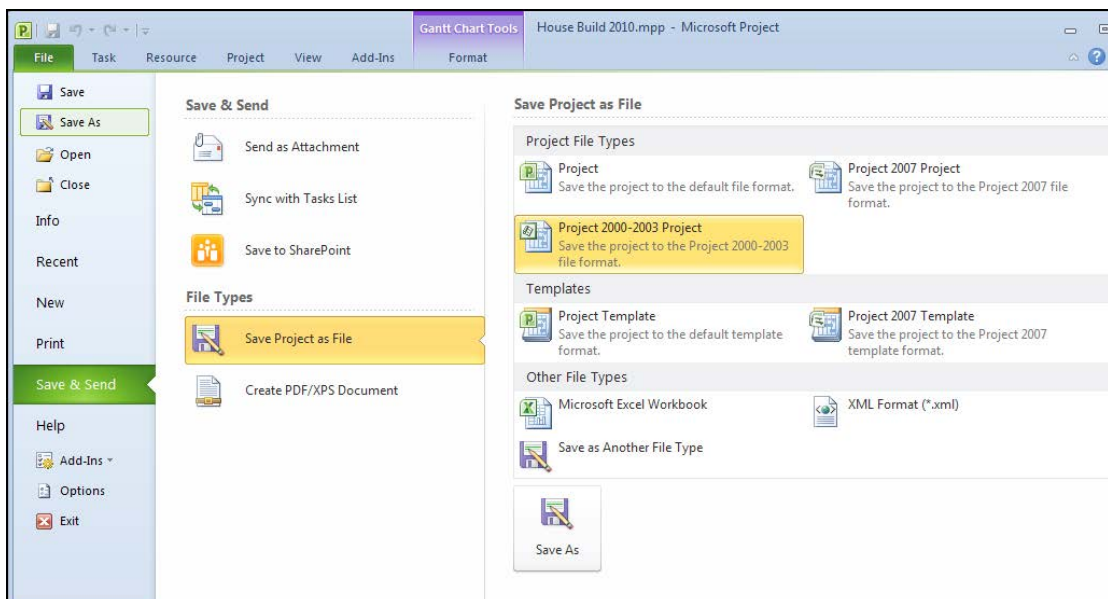 House Build 2010.mpp - Microsoft Project
Gantt Chart Tools
File Task Resource Project View Add-Ins Format
Save
Save As
Open
Close
Info
Recent
New
Print
Save & Send
Help
Add-Ins
Options
Exit
Save & Send
Send as Attachment
Sync with Tasks List
Save to SharePoint
File Types
Save Project as File
Create PDF/XPS Document
Save Project as File
Project File Types
Project
Save the project to the default file format.
Project 2007 Project
Save the project to the Project 2007 file
format.
Project 2000-2003 Project
Save the project to the Project 2000-2003
file format.
Templates
Project Template
Save the project to the default template
format.
Project 2007 Template
Save the project to the Project 2007
template format.
Other File Types
Microsoft Excel Workbook
XML Format (*.xml)
Save as Another File Type
Save As